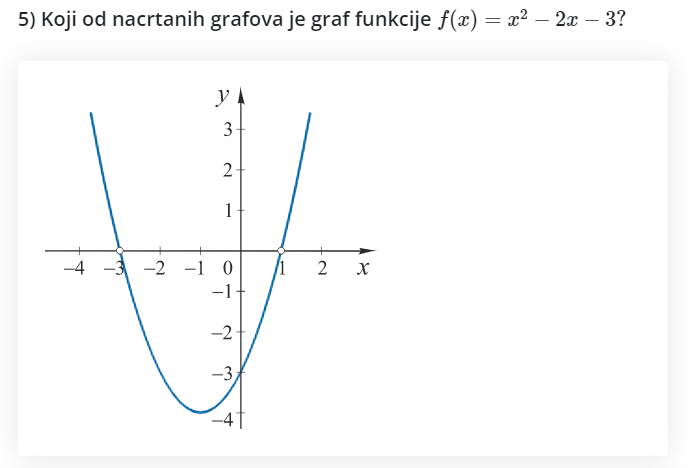 5) Koji od nacrtanih grafova je graf funkcije f(x) = x² − 2x − 3?
y
3
2
1
−4 −3 −2 −1 0 1 2 x
−1
−2
−3
−4